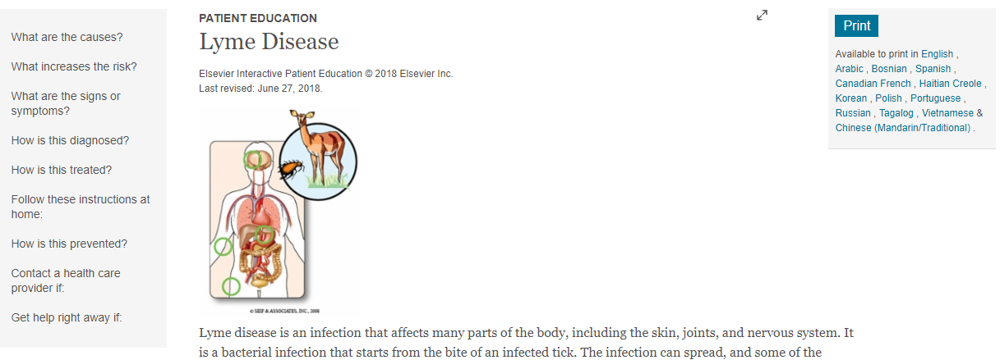 What are the causes?
What increases the risk?
What are the signs or
symptoms?
How is this diagnosed?
How is this treated?
Follow these instructions at
home:
How is this prevented?
Contact a health care
provider if:
Get help right away if:
PATIENT EDUCATION
Lyme Disease
Elsevier Interactive Patient Education © 2018 Elsevier Inc.
Last revised: June 27, 2018.
© SEIF & ASSOCIATES, INC., 2008
Lyme disease is an infection that affects many parts of the body, including the skin, joints, and nervous system. It
is a bacterial infection that starts from the bite of an infected tick. The infection can spread, and some of the
Print
Available to print in English ,
Arabic , Bosnian , Spanish ,
Canadian French , Haitian Creole ,
Korean , Polish , Portuguese ,
Russian , Tagalog , Vietnamese &
Chinese (Mandarin/Traditional) .